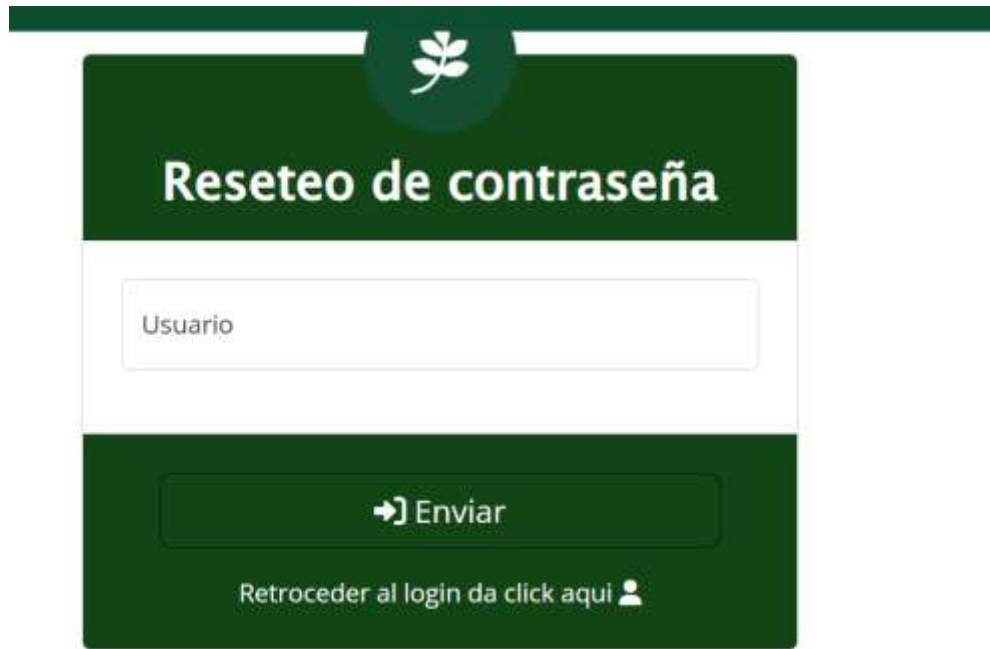 Reseteo de contraseña
Usuario
Enviar
Retroceder al login da click aqui